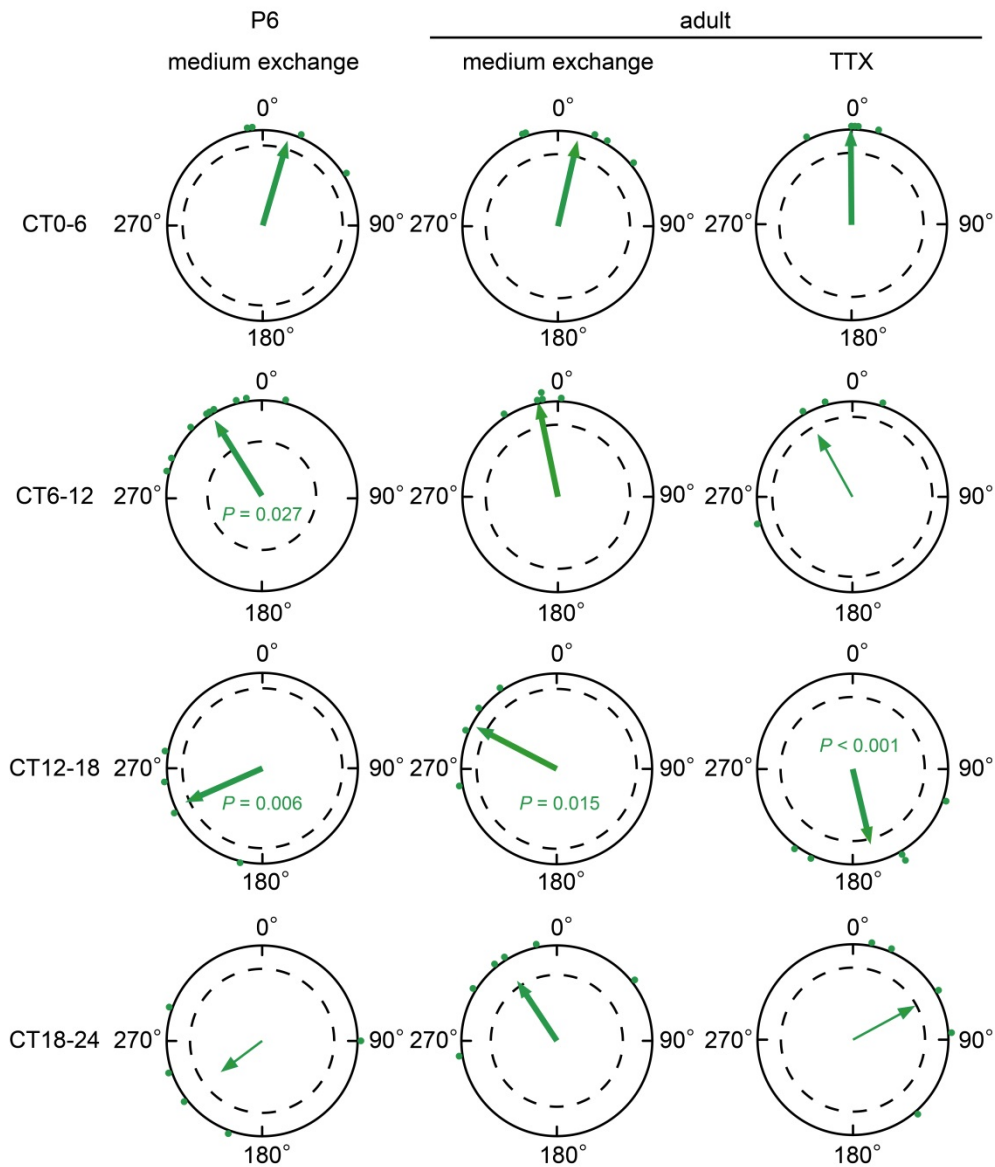 P6 adult
medium exchange medium exchange TTX
0° 0° 0°
CT0-6 270° 90° 270° 90° 270° 90°
180° 180° 180°
0° 0° 0°
CT6-12 270° 90° 270° 90° 270° 90°
P = 0.027
180° 180° 180°
0° 0° 0°
P < 0.001
CT12-18 270° 90° 270° 90° 270° 90°
P = 0.006 P = 0.015
180° 180° 180°
0° 0° 0°
CT18-24 270° 90° 270° 90° 270° 90°
180° 180° 180°